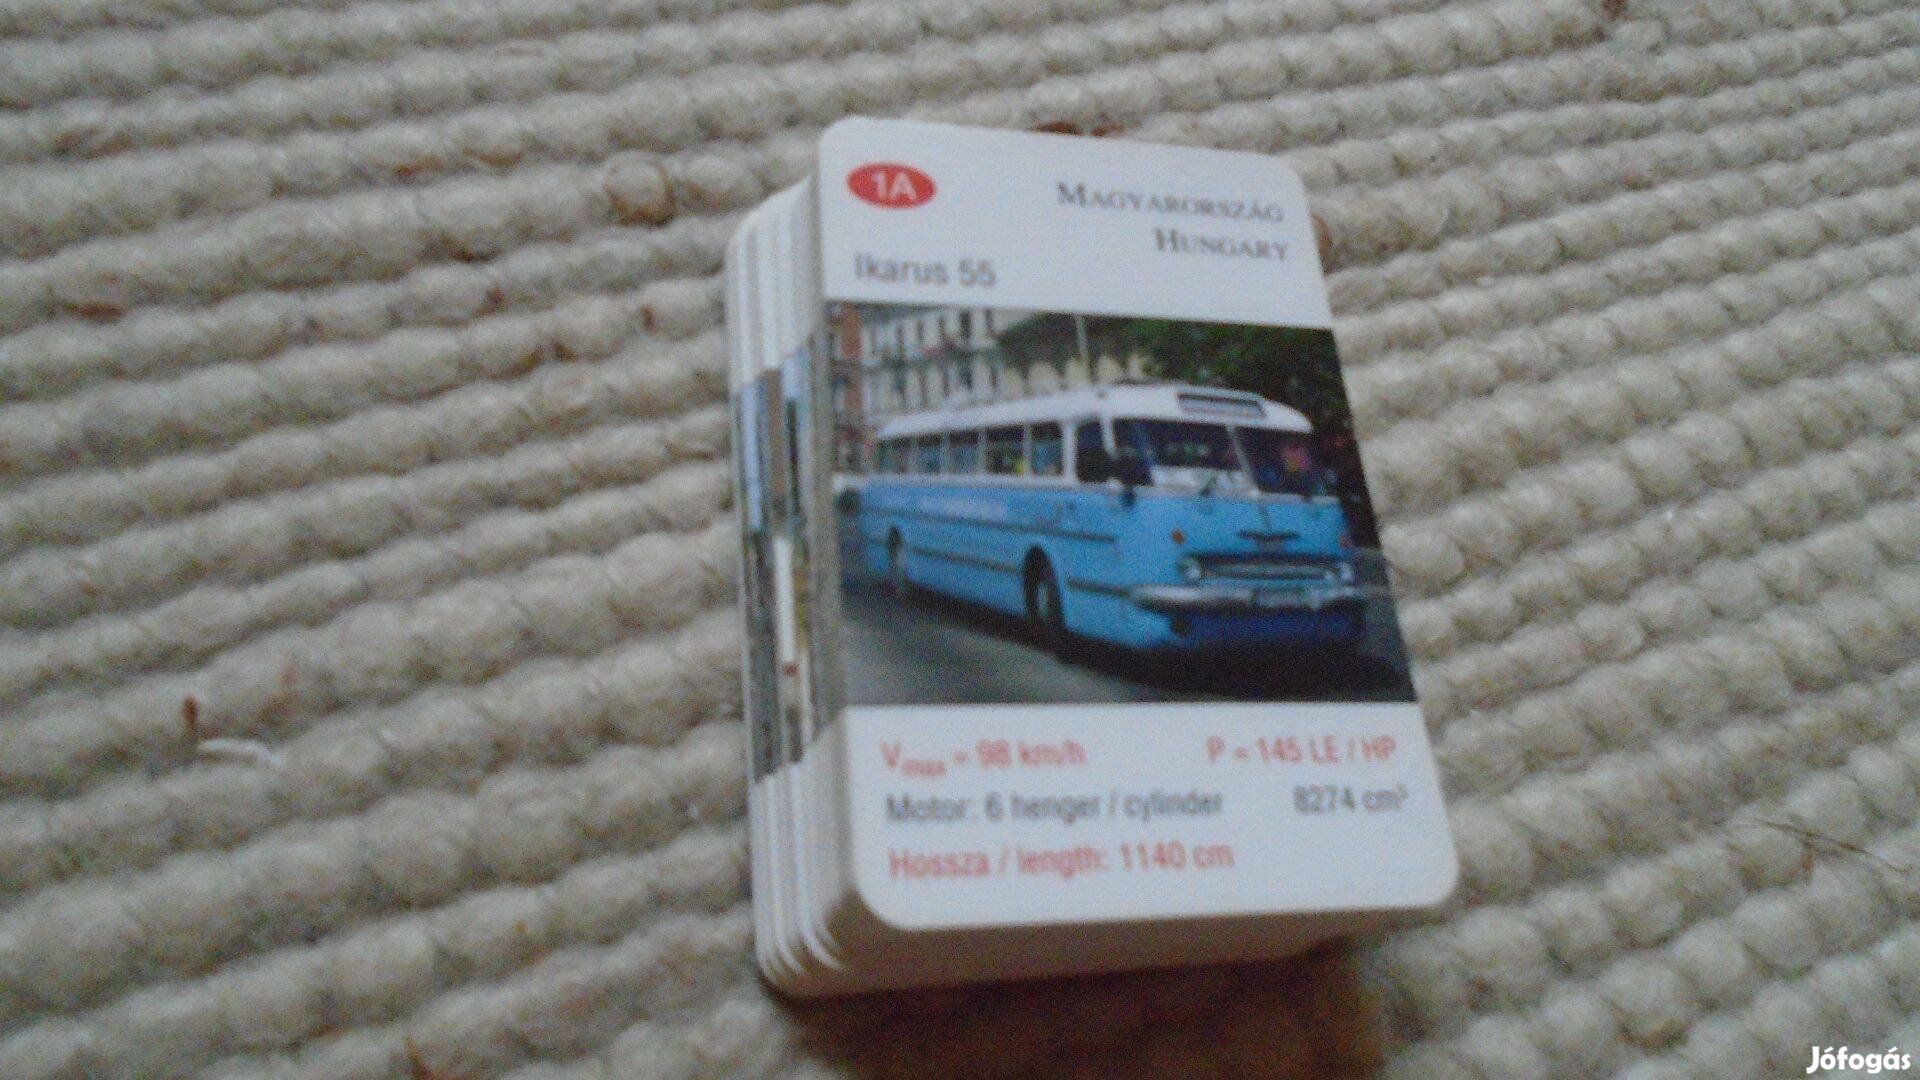 1A
MAGYARORSZÁG
HUNGARY
Ikarus 55
Vmax = 98 km/h
P = 145 LE / HP
Motor: 6 henger / cylinder
8274 cm³
Hossza / length: 1140 cm
Jófogás